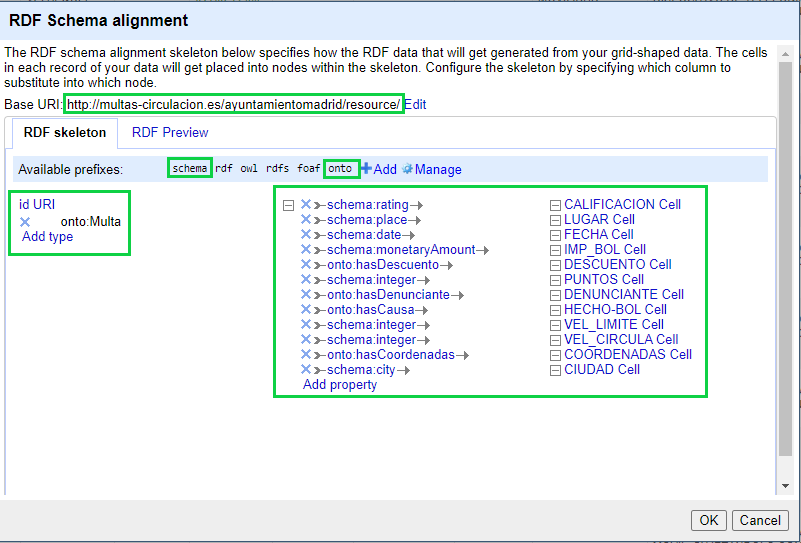 RDF Schema alignment
The RDF schema alignment skeleton below specifies how the RDF data that will get generated from your grid-shaped data. The cells
in each record of your data will get placed into nodes within the skeleton. Configure the skeleton by specifying which column to
substitute into which node.
Base URI: http://multas-circulacion.es/ayuntamientomadrid/resource/ Edit
RDF skeleton RDF Preview
Available prefixes: schema rdf owl rdfs foaf onto Add Manage
id URI
onto:Multa
Add type
schema:rating CALIFICACION Cell
schema:place LUGAR Cell
schema:date FECHA Cell
schema:monetaryAmount IMP_BOL Cell
onto:hasDescuento DESCUENTO Cell
schema:integer PUNTOS Cell
onto:hasDenunciante DENUNCIANTE Cell
onto:hasCausa HECHO-BOL Cell
schema:integer VEL_LIMITE Cell
schema:integer VEL_CIRCULA Cell
onto:hasCoordenadas COORDENADAS Cell
schema:city CIUDAD Cell
Add property
OK Cancel